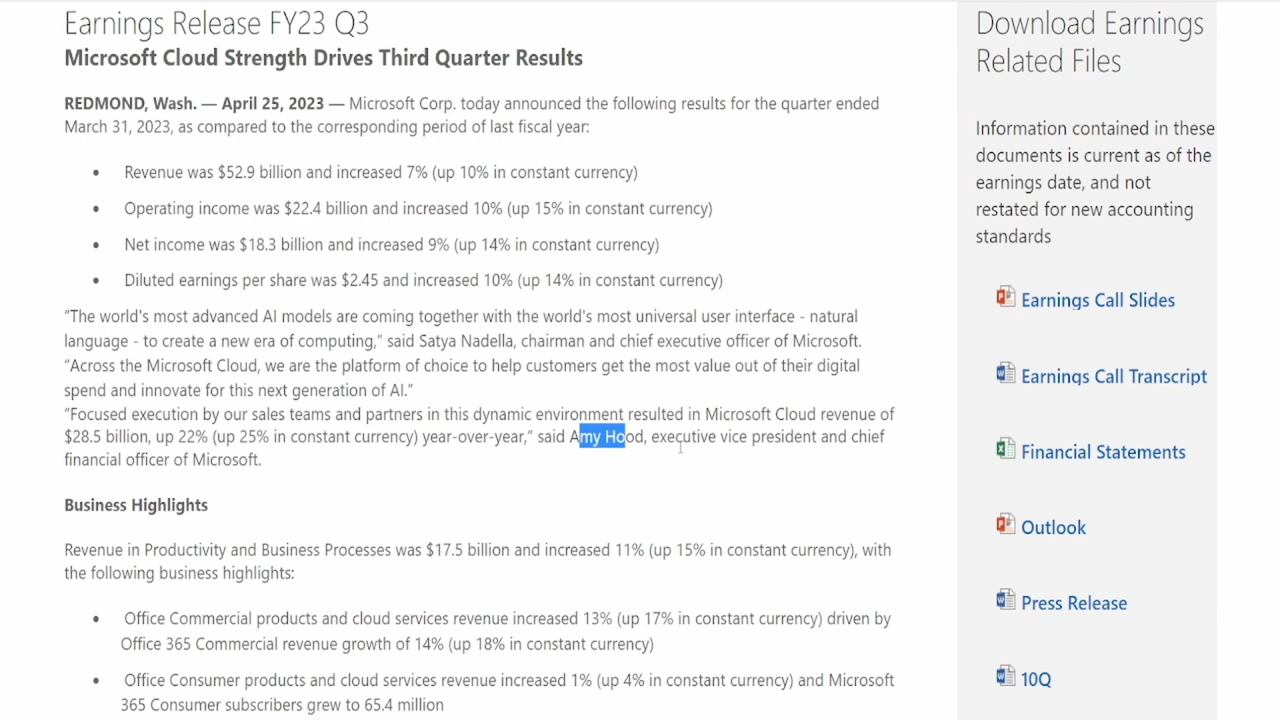 Earnings Release FY23 Q3
Microsoft Cloud Strength Drives Third Quarter Results
REDMOND, Wash. — April 25, 2023 — Microsoft Corp. today announced the following results for the quarter ended
March 31, 2023, as compared to the corresponding period of last fiscal year:
• Revenue was $52.9 billion and increased 7% (up 10% in constant currency)
• Operating income was $22.4 billion and increased 10% (up 15% in constant currency)
• Net income was $18.3 billion and increased 9% (up 14% in constant currency)
• Diluted earnings per share was $2.45 and increased 10% (up 14% in constant currency)
“The world's most advanced AI models are coming together with the world's most universal user interface - natural
language - to create a new era of computing,” said Satya Nadella, chairman and chief executive officer of Microsoft.
“Across the Microsoft Cloud, we are the platform of choice to help customers get the most value out of their digital
spend and innovate for this next generation of AI.”
“Focused execution by our sales teams and partners in this dynamic environment resulted in Microsoft Cloud revenue of
$28.5 billion, up 22% (up 25% in constant currency) year-over-year,” said Amy Hood, executive vice president and chief
financial officer of Microsoft.
Business Highlights
Revenue in Productivity and Business Processes was $17.5 billion and increased 11% (up 15% in constant currency), with
the following business highlights:
• Office Commercial products and cloud services revenue increased 13% (up 17% in constant currency) driven by
Office 365 Commercial revenue growth of 14% (up 18% in constant currency)
• Office Consumer products and cloud services revenue increased 1% (up 4% in constant currency) and Microsoft
365 Consumer subscribers grew to 65.4 million
Download Earnings
Related Files
Information contained in these
documents is current as of the
earnings date, and not
restated for new accounting
standards
Earnings Call Slides
Earnings Call Transcript
Financial Statements
Outlook
Press Release
10Q